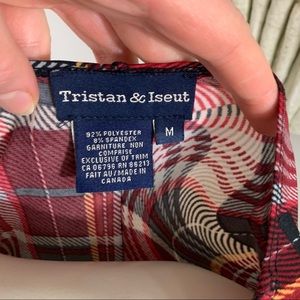 Tristan & Iseut
M
92% POLYESTER
8% SPANDEX
GARNITURE NON
COMPRISE
EXCLUSIVE OF TRIM
CA 06796 RN 86213
FAIT AU/MADE IN
CANADA